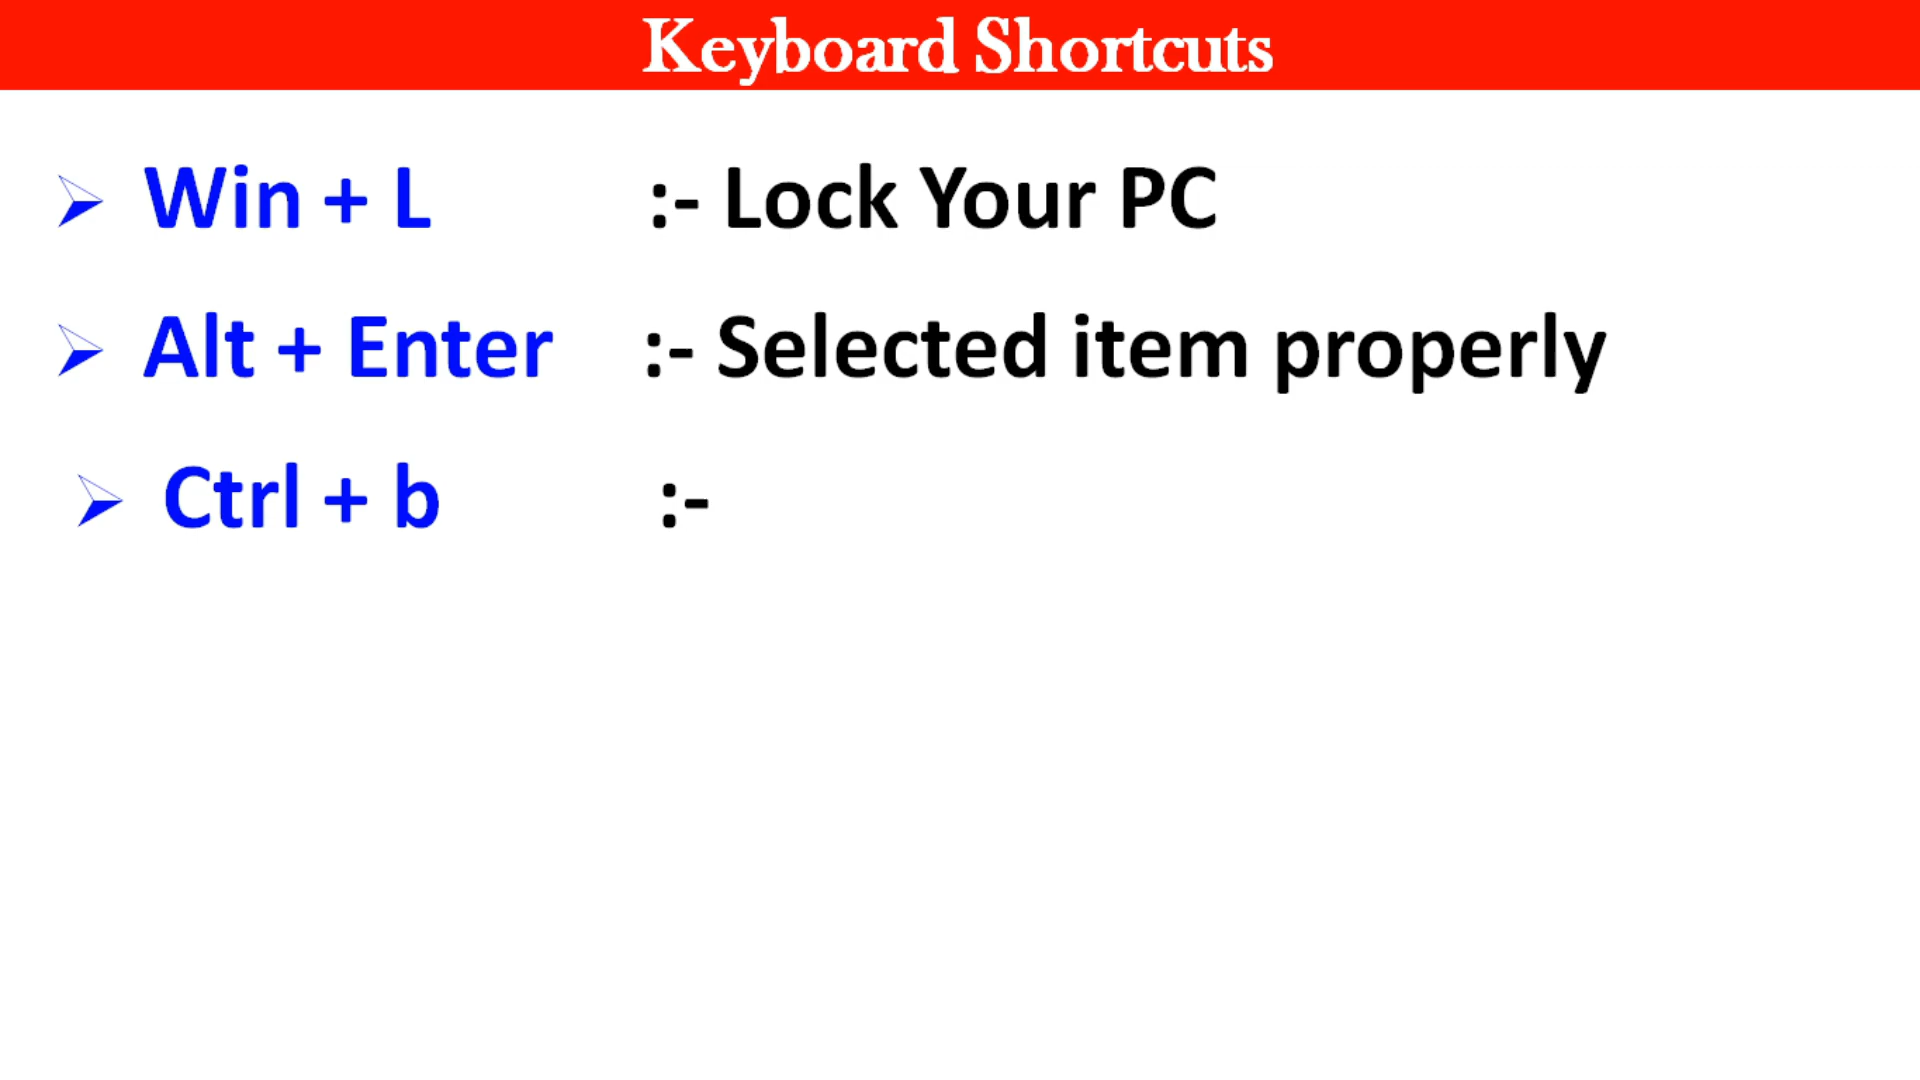 Keyboard Shortcuts
➢ Win + L :- Lock Your PC
➢ Alt + Enter :- Selected item properly
➢ Ctrl + b :-